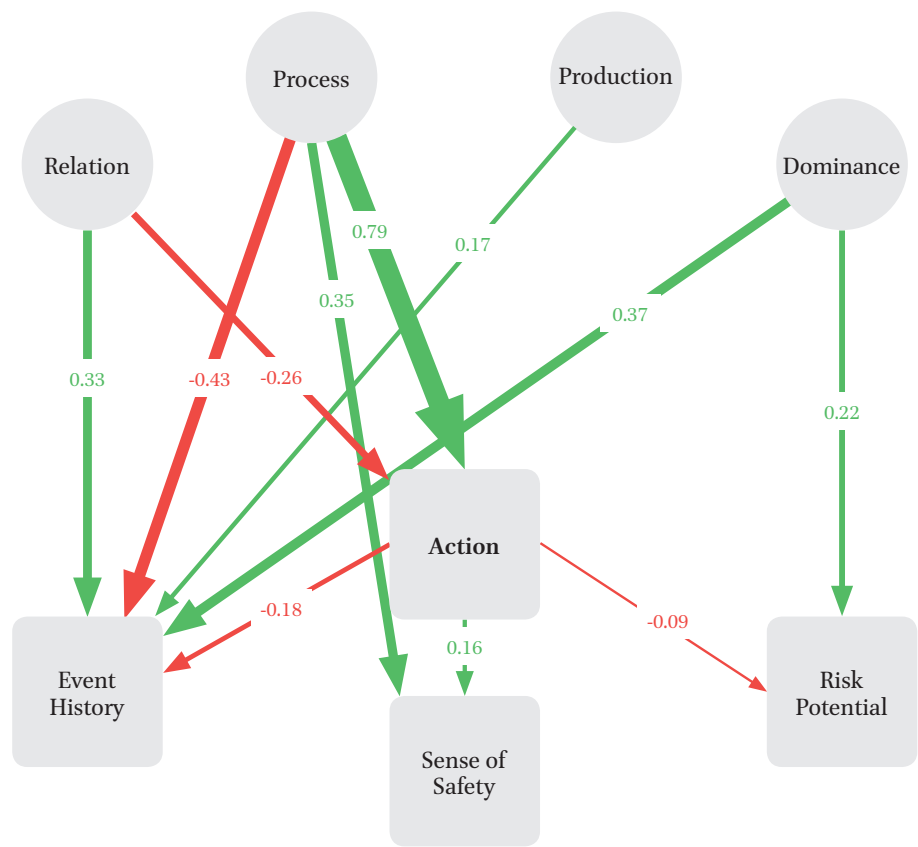 Process
Production
Relation
Dominance
0.79
0.17
0.35
0.37
0.33
-0.43
-0.26
0.22
Action
-0.18
-0.09
0.16
Event
History
Risk
Potential
Sense of
Safety